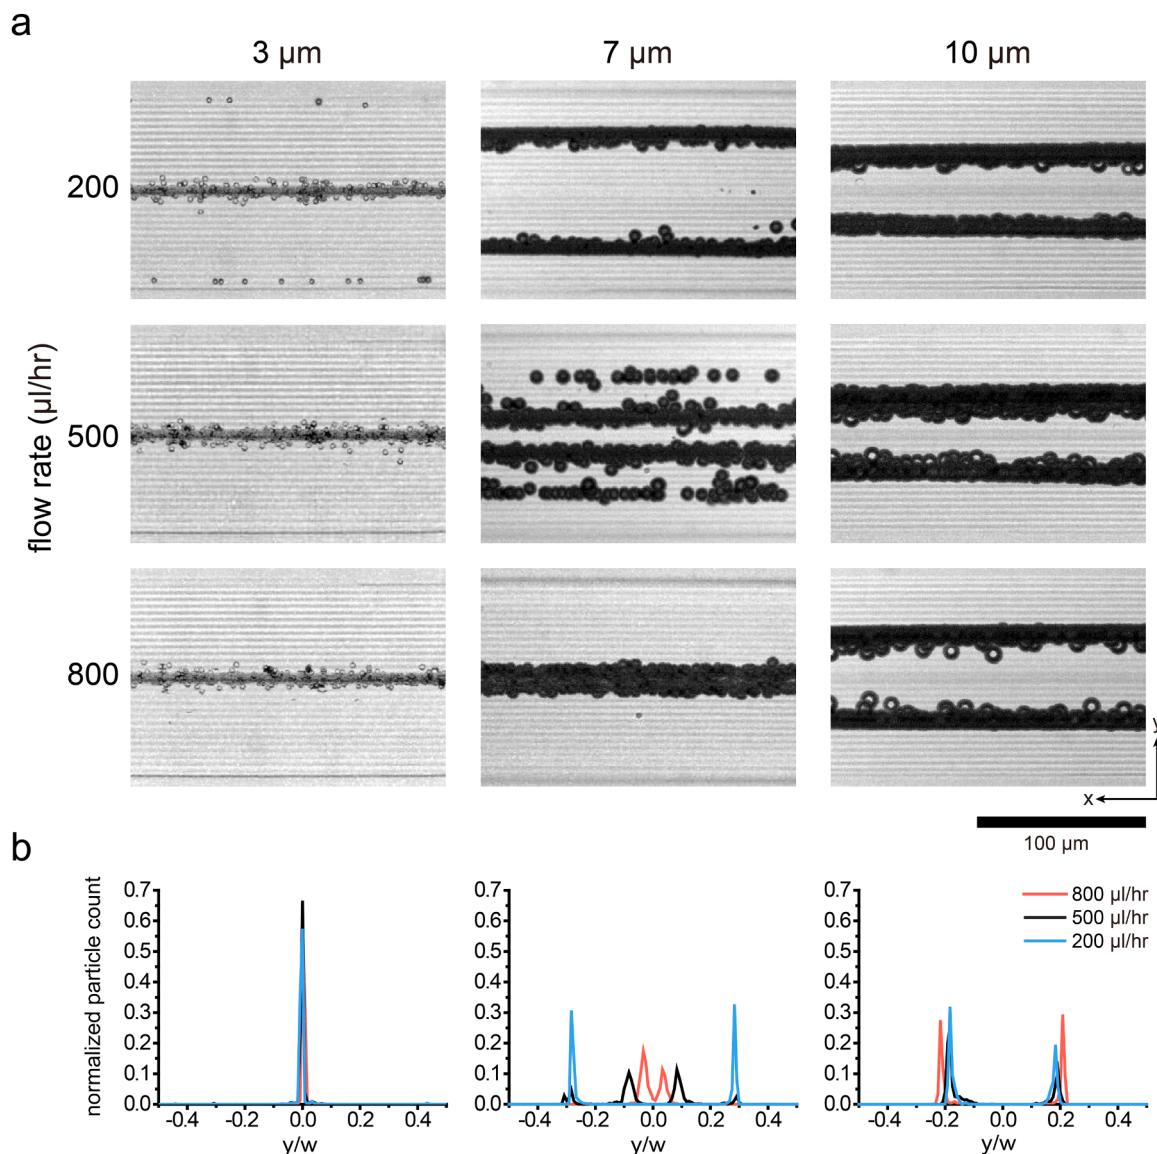 a
3 µm 7 µm 10 µm
flow rate (µl/hr)
200
500
800
y
x
100 µm
b
normalized particle count
0.7
0.6
0.5
0.4
0.3
0.2
0.1
0.0
-0.4 -0.2 0.0 0.2 0.4
y/w
0.7
0.6
0.5
0.4
0.3
0.2
0.1
0.0
-0.4 -0.2 0.0 0.2 0.4
y/w
0.7
0.6
0.5
0.4
0.3
0.2
0.1
0.0
-0.4 -0.2 0.0 0.2 0.4
y/w
800 µl/hr
500 µl/hr
200 µl/hr